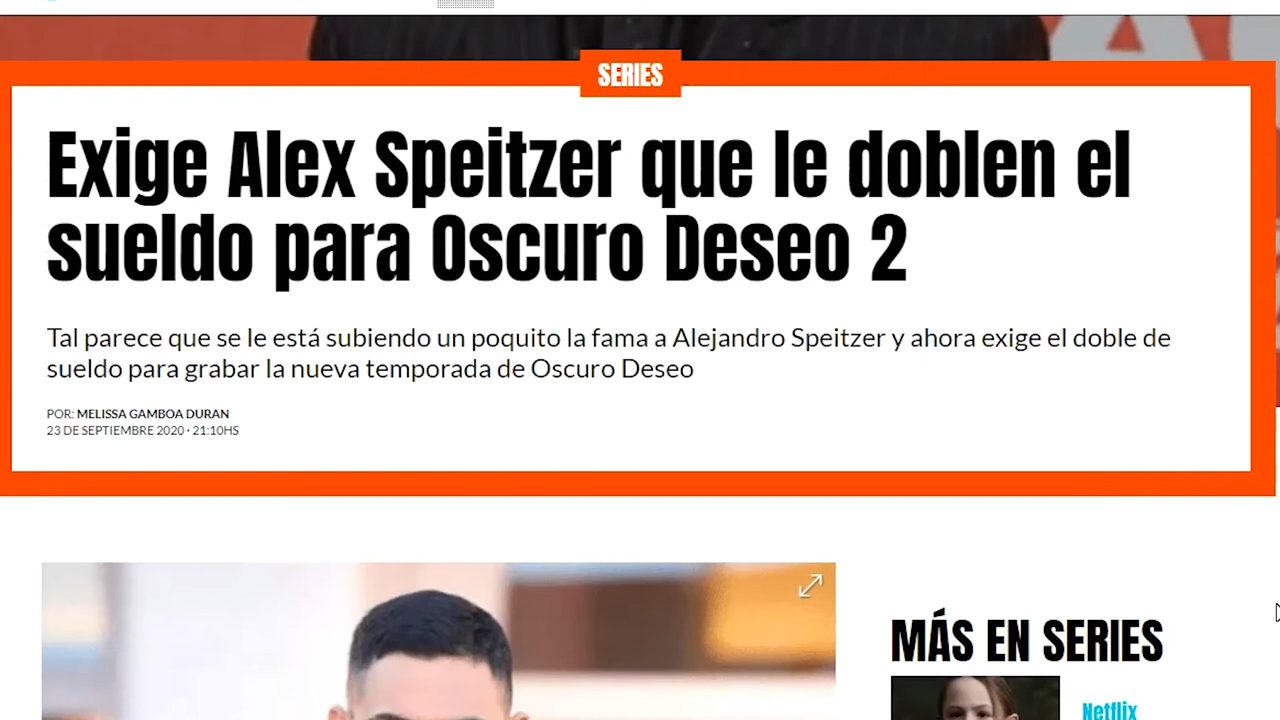 SERIES
Exige Alex Speitzer que le doblen el
sueldo para Oscuro Deseo 2
Tal parece que se le está subiendo un poquito la fama a Alejandro Speitzer y ahora exige el doble de
sueldo para grabar la nueva temporada de Oscuro Deseo
POR: MELISSA GAMBOA DURAN
23 DE SEPTIEMBRE 2020 · 21:10HS
MÁS EN SERIES
Netflix